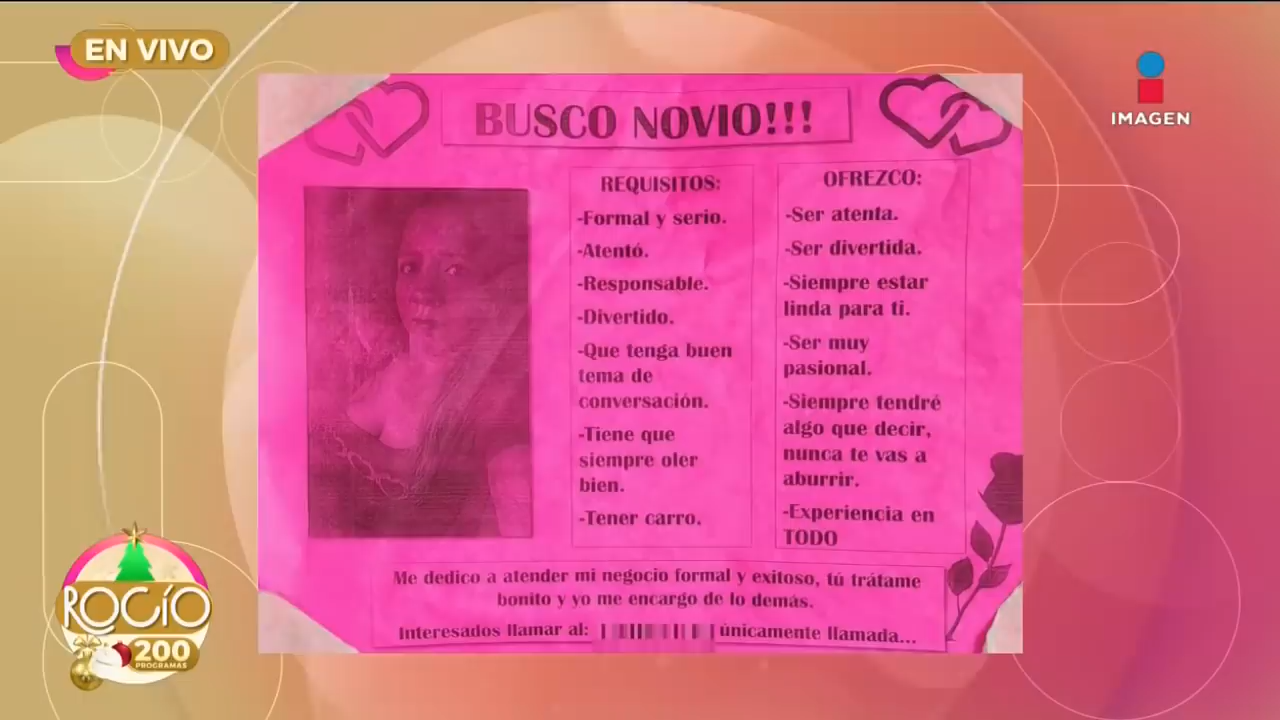 EN VIVO
IMAGEN
BUSCO NOVIO!!!
REQUISITOS:
-Formal y serio.
-Atentó.
-Responsable.
-Divertido.
-Que tenga buen
tema de
conversación.
-Tiene que
siempre oler
bien.
-Tener carro.
OFREZCO:
-Ser atenta.
-Ser divertida.
-Siempre estar
linda para ti.
-Ser muy
pasional.
-Siempre tendré
algo que decir,
nunca te vas a
aburrir.
-Experiencia en
TODO
Me dedico a atender mi negocio formal y exitoso, tú trátame
bonito y yo me encargo de lo demás.
Interesados llamar al: únicamente llamada...
ROCÍO
200
PROGRAMAS